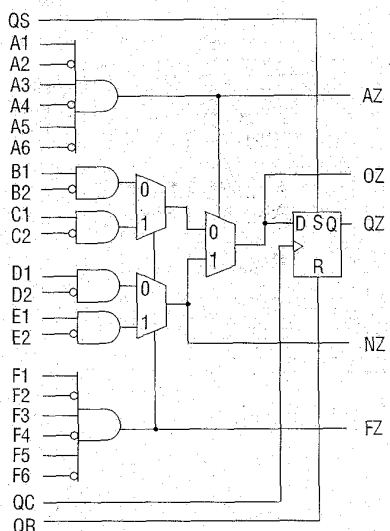 QS
A1
A2
A3
A4
A5
A6
AZ
B1
B2
C1
C2
0
1
OZ
0
1
D S Q
R
QZ
D1
D2
E1
E2
0
1
NZ
F1
F2
F3
F4
F5
F6
FZ
QC
QR